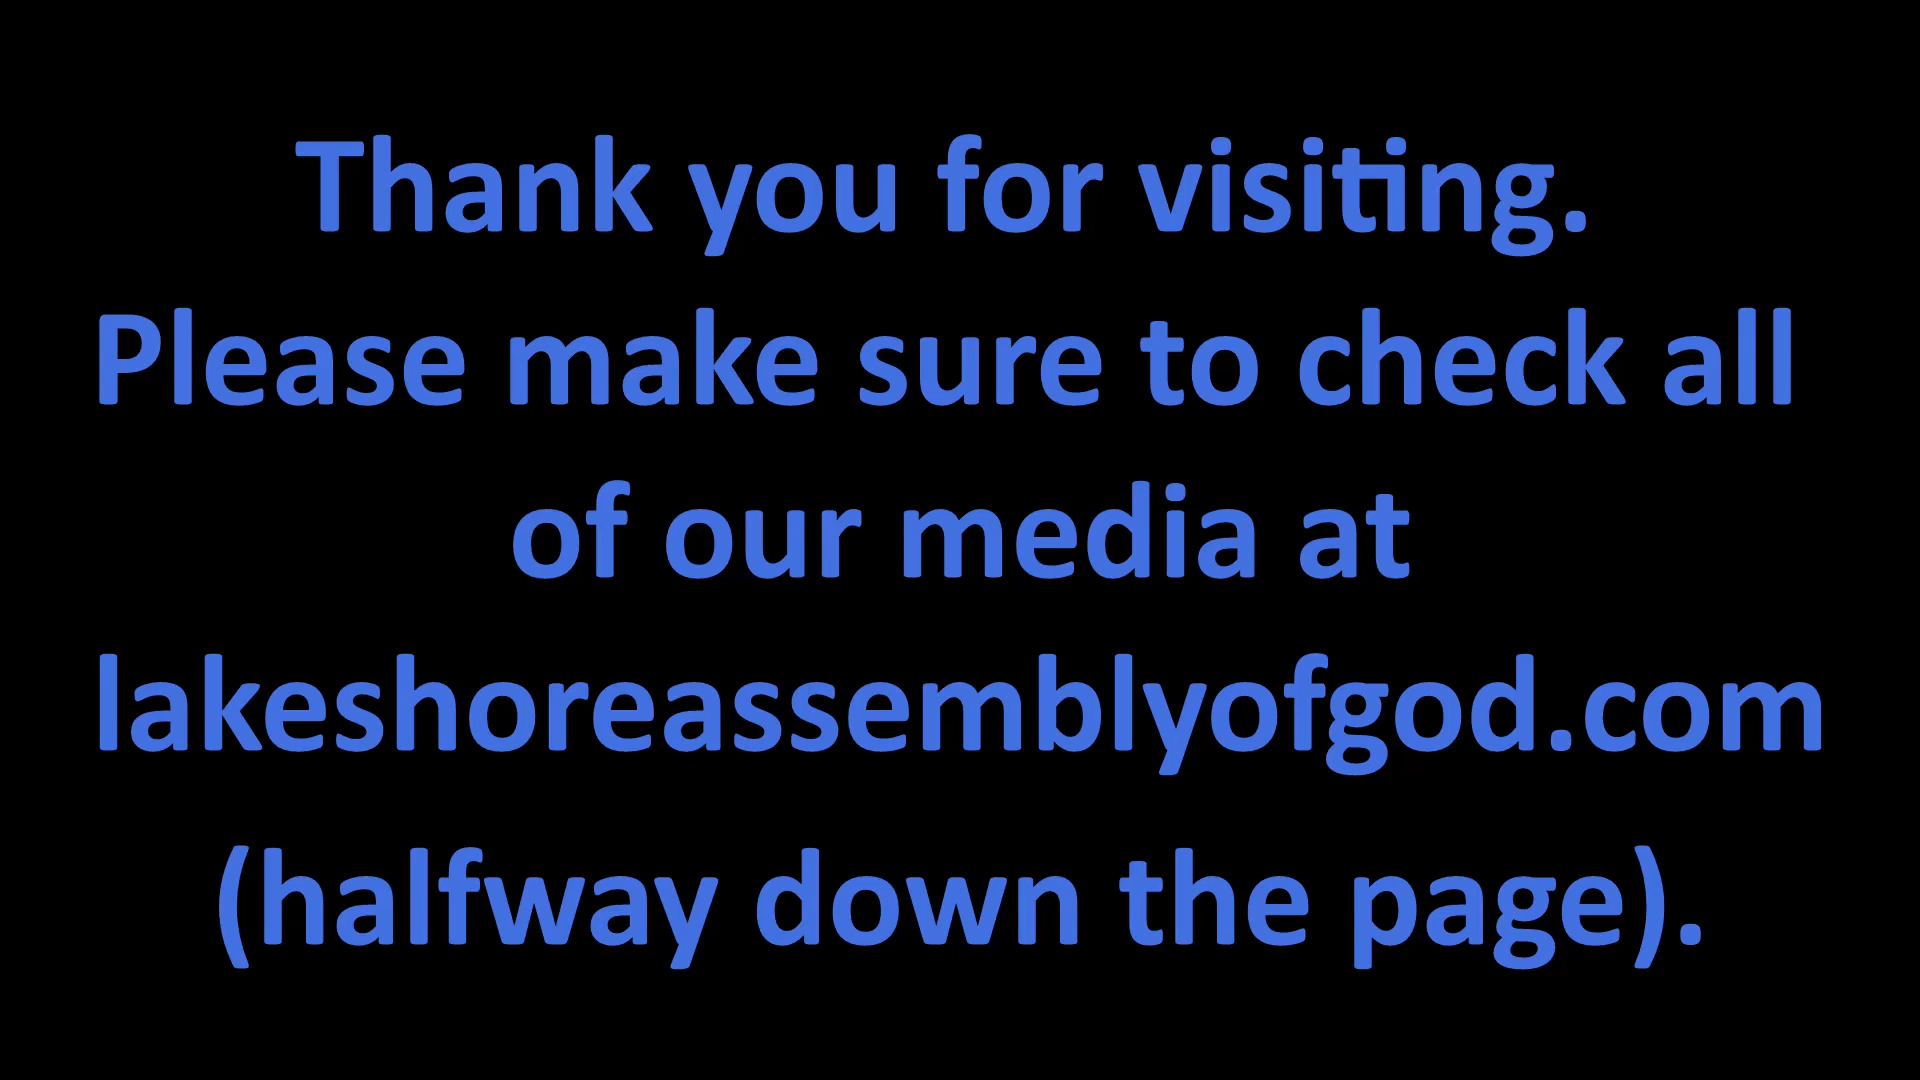 Thank you for visiting.
Please make sure to check all
of our media at
lakeshoreassemblyofgod.com
(halfway down the page).